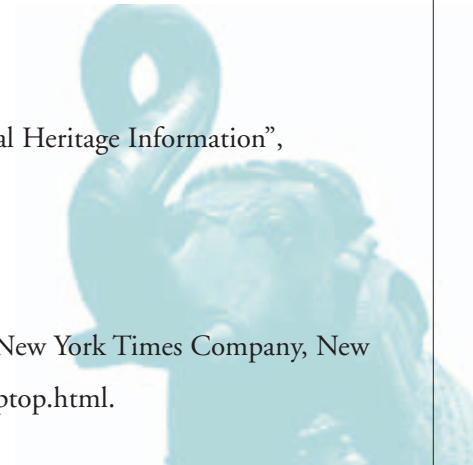 al Heritage Information”,
New York Times Company, New
ptop.html.